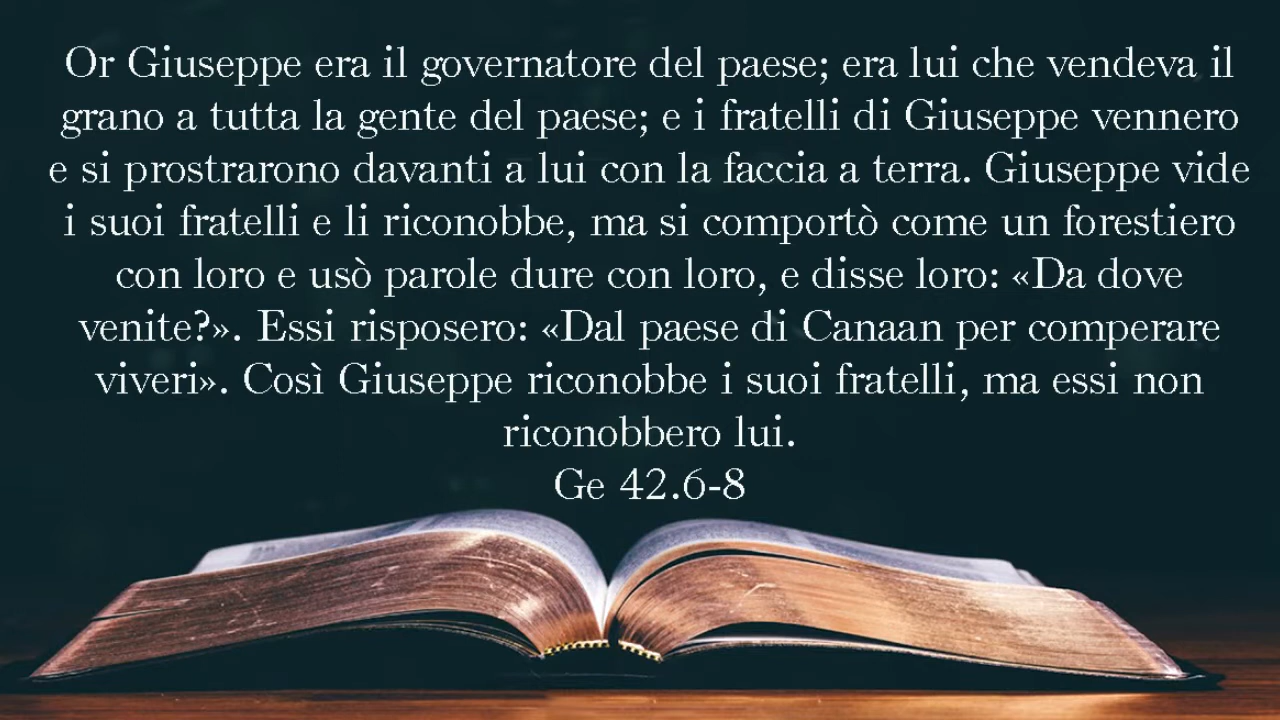 Or Giuseppe era il governatore del paese; era lui che vendeva il
grano a tutta la gente del paese; e i fratelli di Giuseppe vennero
e si prostrarono davanti a lui con la faccia a terra. Giuseppe vide
i suoi fratelli e li riconobbe, ma si comportò come un forestiero
con loro e usò parole dure con loro, e disse loro: «Da dove
venite?». Essi risposero: «Dal paese di Canaan per comperare
viveri». Così Giuseppe riconobbe i suoi fratelli, ma essi non
riconobbero lui.
Ge 42.6-8